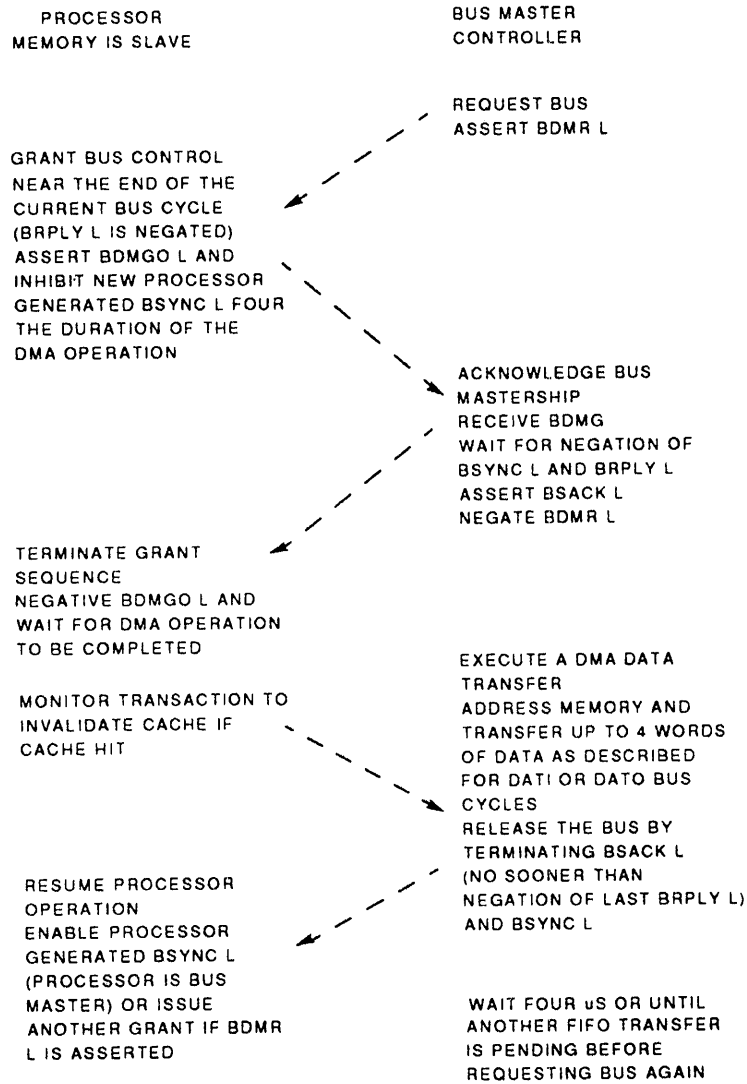 PROCESSOR
MEMORY IS SLAVE
BUS MASTER
CONTROLLER
REQUEST BUS
ASSERT BDMR L
GRANT BUS CONTROL
NEAR THE END OF THE
CURRENT BUS CYCLE
(BRPLY L IS NEGATED)
ASSERT BDMGO L AND
INHIBIT NEW PROCESSOR
GENERATED BSYNC L FOUR
THE DURATION OF THE
DMA OPERATION
ACKNOWLEDGE BUS
MASTERSHIP
RECEIVE BDMG
WAIT FOR NEGATION OF
BSYNC L AND BRPLY L
ASSERT BSACK L
NEGATE BDMR L
TERMINATE GRANT
SEQUENCE
NEGATIVE BDMGO L AND
WAIT FOR DMA OPERATION
TO BE COMPLETED
MONITOR TRANSACTION TO
INVALIDATE CACHE IF
CACHE HIT
EXECUTE A DMA DATA
TRANSFER
ADDRESS MEMORY AND
TRANSFER UP TO 4 WORDS
OF DATA AS DESCRIBED
FOR DATI OR DATO BUS
CYCLES
RELEASE THE BUS BY
TERMINATING BSACK L
(NO SOONER THAN
NEGATION OF LAST BRPLY L)
AND BSYNC L
RESUME PROCESSOR
OPERATION
ENABLE PROCESSOR
GENERATED BSYNC L
(PROCESSOR IS BUS
MASTER) OR ISSUE
ANOTHER GRANT IF BDMR
L IS ASSERTED
WAIT FOUR uS OR UNTIL
ANOTHER FIFO TRANSFER
IS PENDING BEFORE
REQUESTING BUS AGAIN